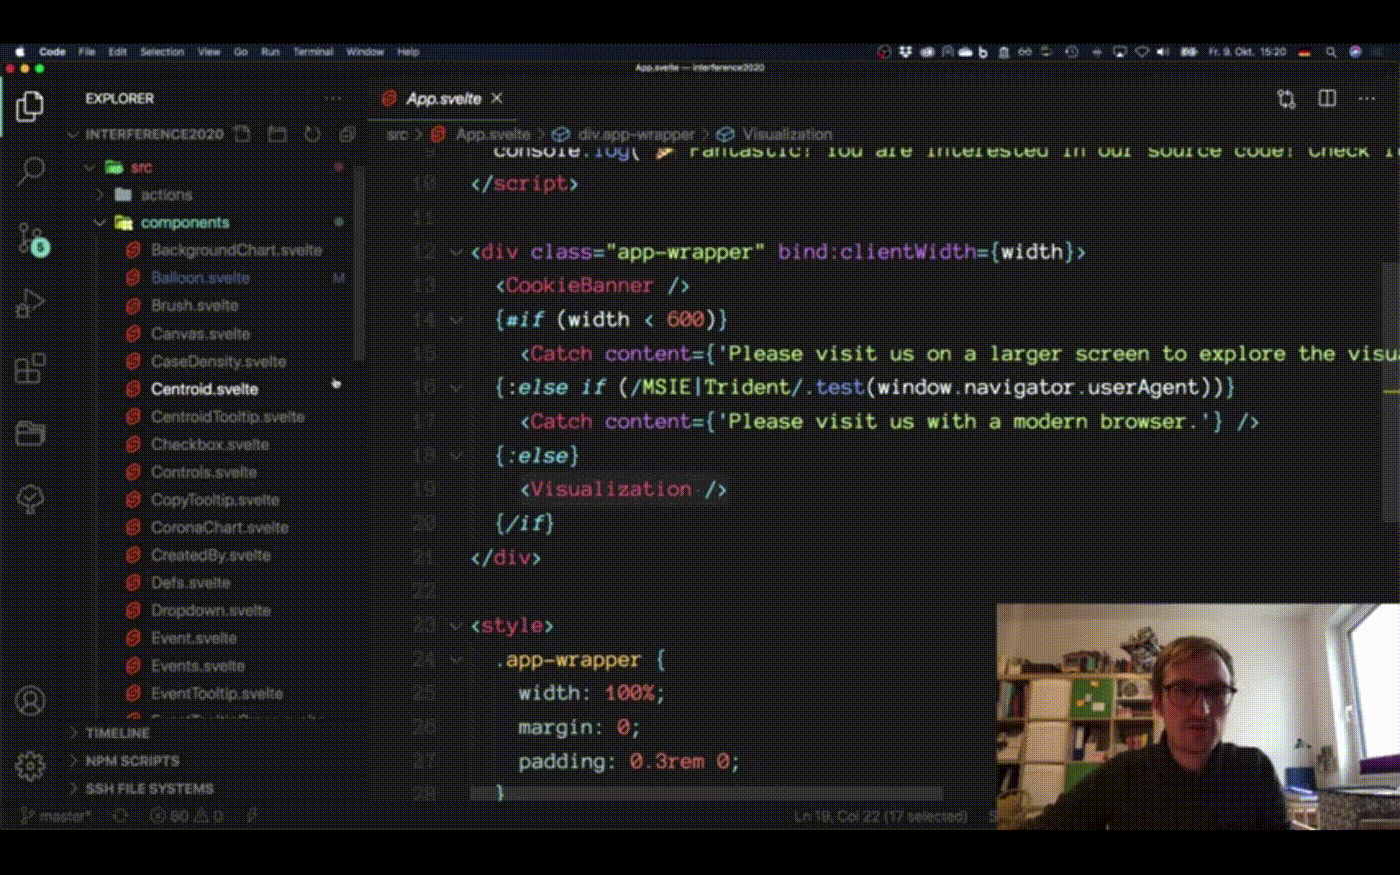 Code File Edit Selection View Go Run Terminal Window Help
Fr. 9. Okt. 15:20
App.svelte — interference2020
EXPLORER
App.svelte
INTERFERENCE2020
src > App.svelte > div.app-wrapper > Visualization
src
actions
components
5
BackgroundChart.svelte
Balloon.svelte M
Brush.svelte
Canvas.svelte
CaseDensity.svelte
Centroid.svelte
CentroidTooltip.svelte
Checkbox.svelte
Controls.svelte
CopyTooltip.svelte
CoronaChart.svelte
CreatedBy.svelte
Defs.svelte
Dropdown.svelte
Event.svelte
Events.svelte
EventTooltip.svelte
TIMELINE
NPM SCRIPTS
SSH FILE SYSTEMS
9 console.log(' Fantastic! You are interested in our source code! Check
10 </script>
11
12 <div class="app-wrapper" bind:clientWidth={width}>
13 <CookieBanner />
14 {#if (width < 600)}
15 <Catch content={'Please visit us on a larger screen to explore the visu
16 {:else if (/MSIE|Trident/.test(window.navigator.userAgent))}
17 <Catch content={'Please visit us with a modern browser.'} />
18 {:else}
19 <Visualization />
20 {/if}
21 </div>
22
23 <style>
24 .app-wrapper {
25 width: 100%;
26 margin: 0;
27 padding: 0.3rem 0;
28 }
master* 80 0 Ln 19, Col 22 (17 selected)